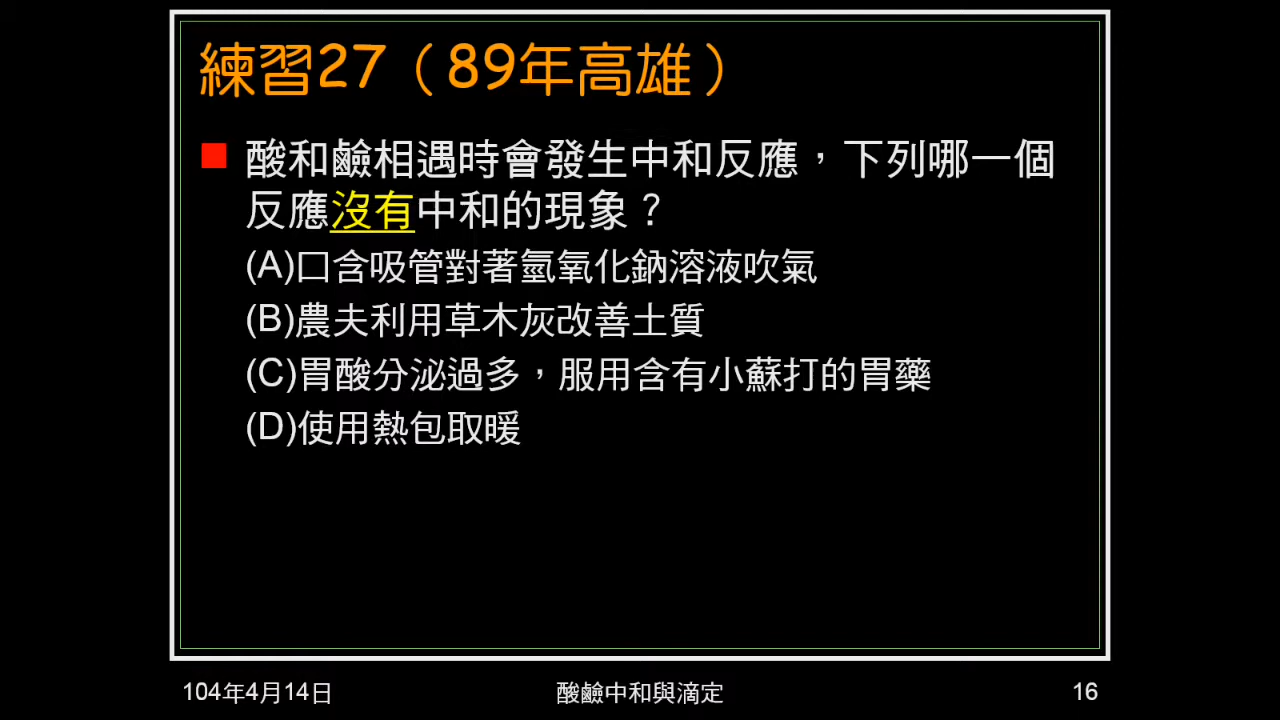 練習27（89年高雄）
酸和鹼相遇時會發生中和反應，下列哪一個
反應沒有中和的現象？
(A)口含吸管對著氫氧化鈉溶液吹氣
(B)農夫利用草木灰改善土質
(C)胃酸分泌過多，服用含有小蘇打的胃藥
(D)使用熱包取暖
104年4月14日
酸鹼中和與滴定
16